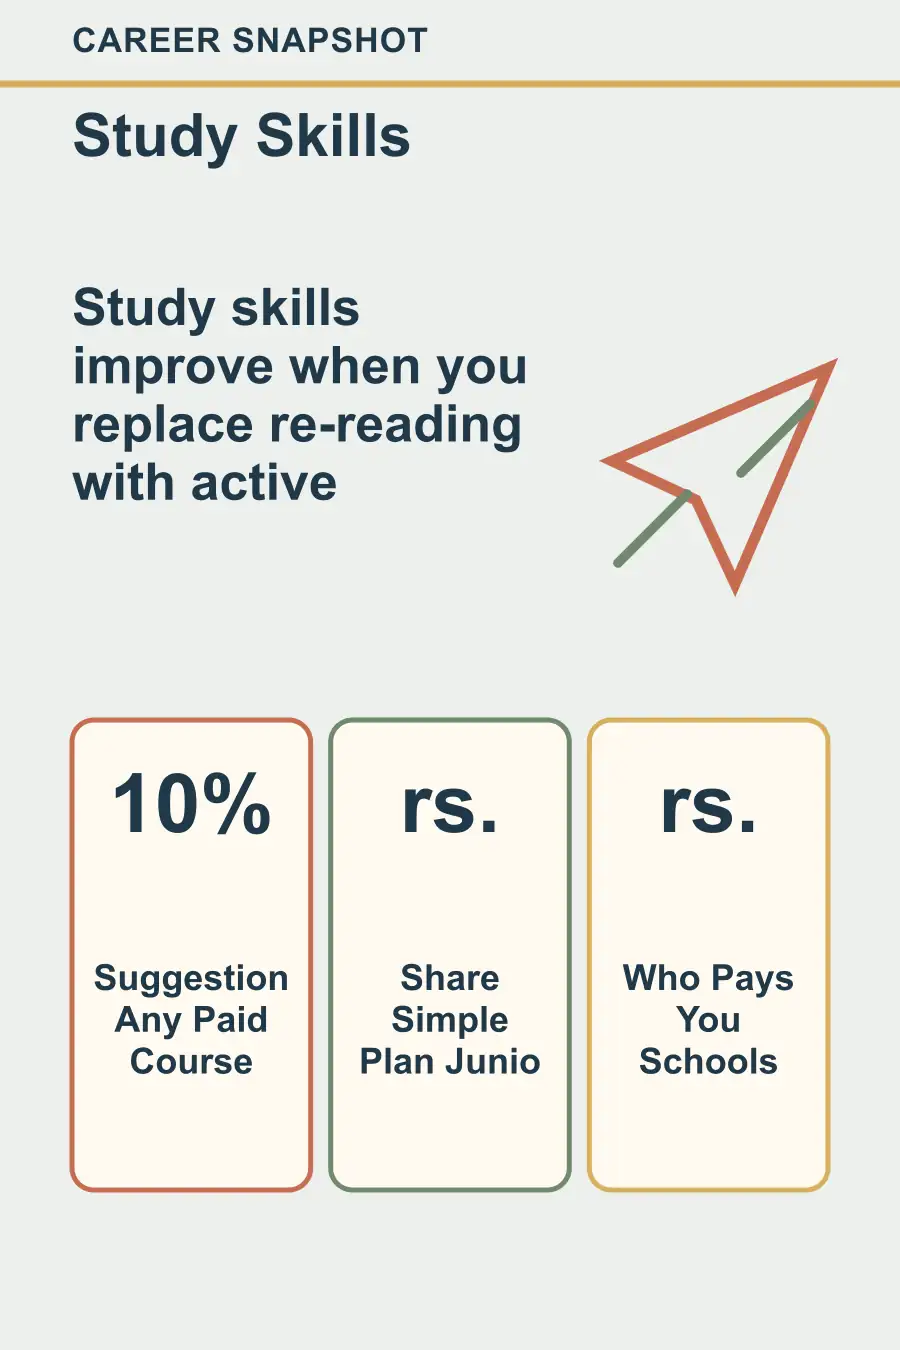 CAREER SNAPSHOT
Study Skills
Study skills
improve when you
replace re-reading
with active
10%
Suggestion
Any Paid
Course
rs.
Share
Simple
Plan Junio
rs.
Who Pays
You
Schools